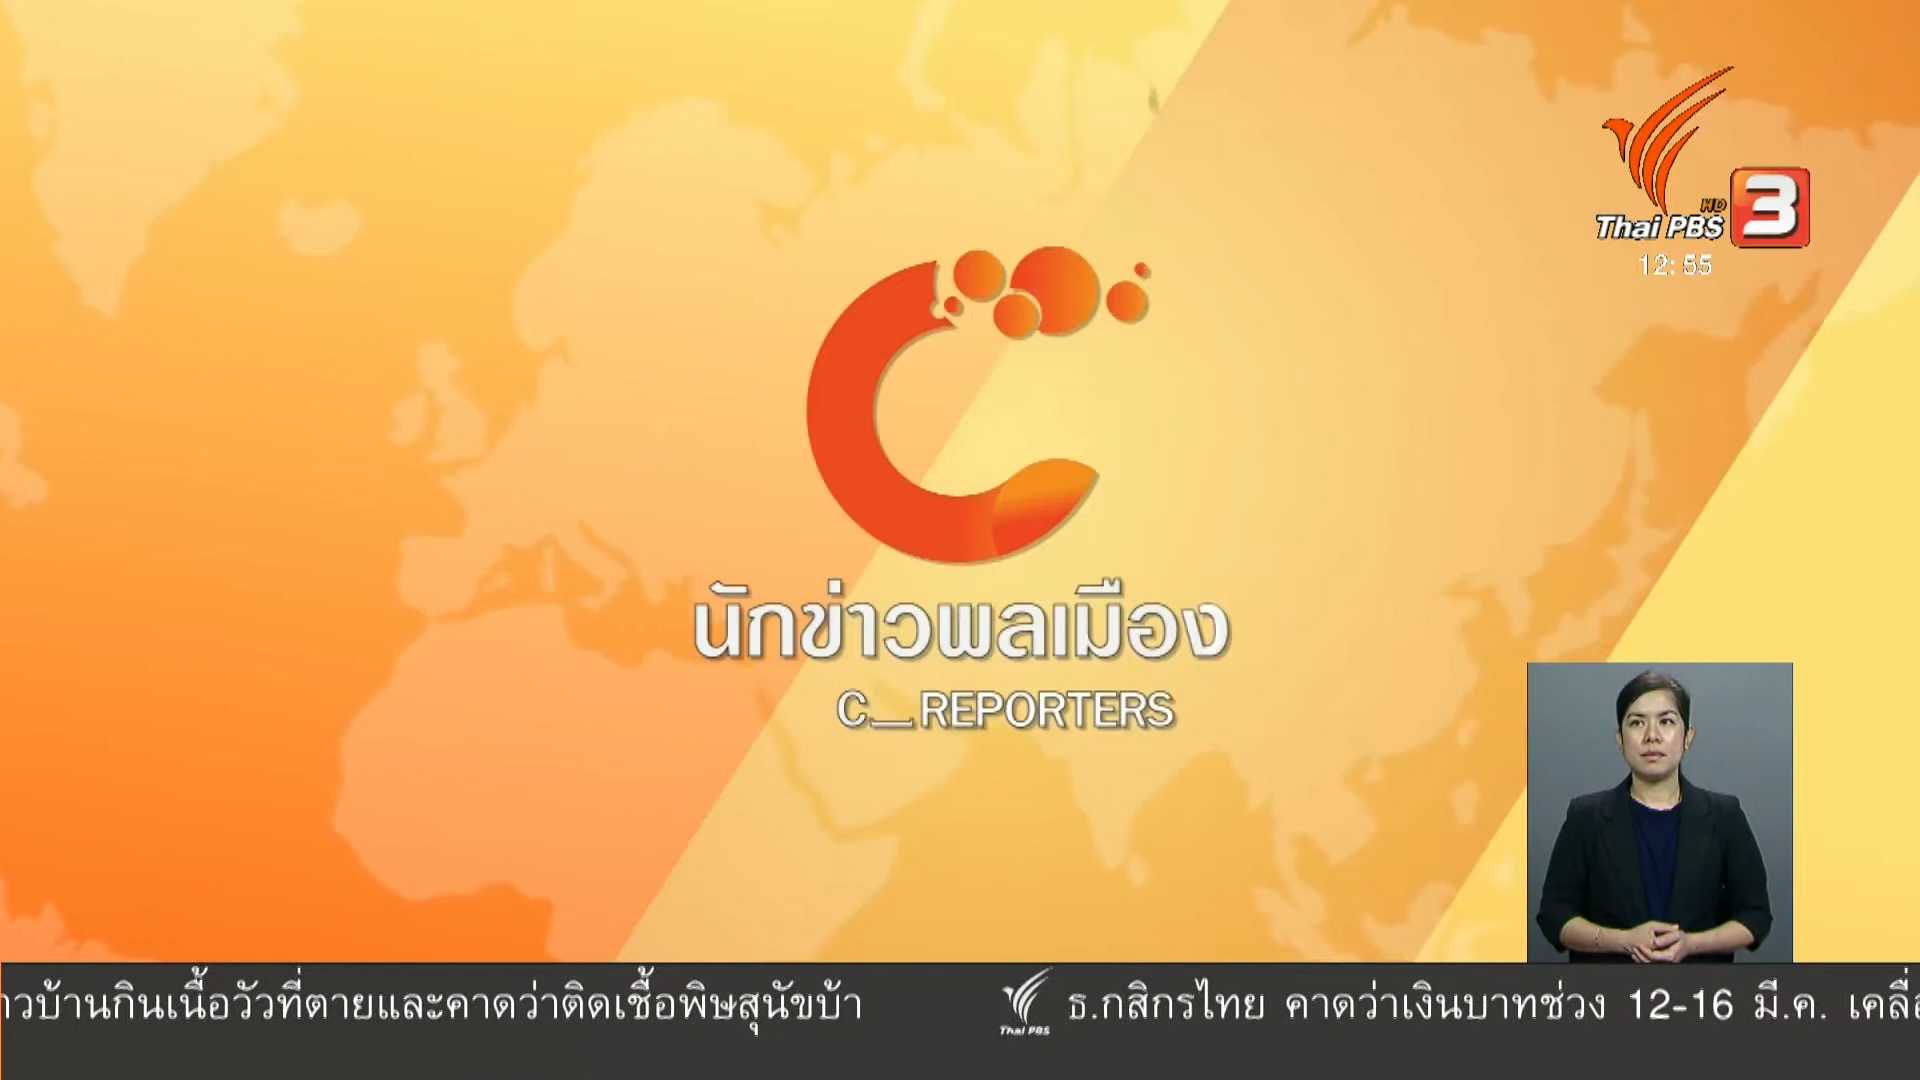 HD
Thai PBS 3
12:55
นักข่าวพลเมือง
C_REPORTERS
าวบ้านกินเนื้อวัวที่ตายและคาดว่าติดเชื้อพิษสุนัขบ้า Thai PBS ธ.กสิกรไทย คาดว่าเงินบาทช่วง 12-16 มี.ค. เคลื่อ